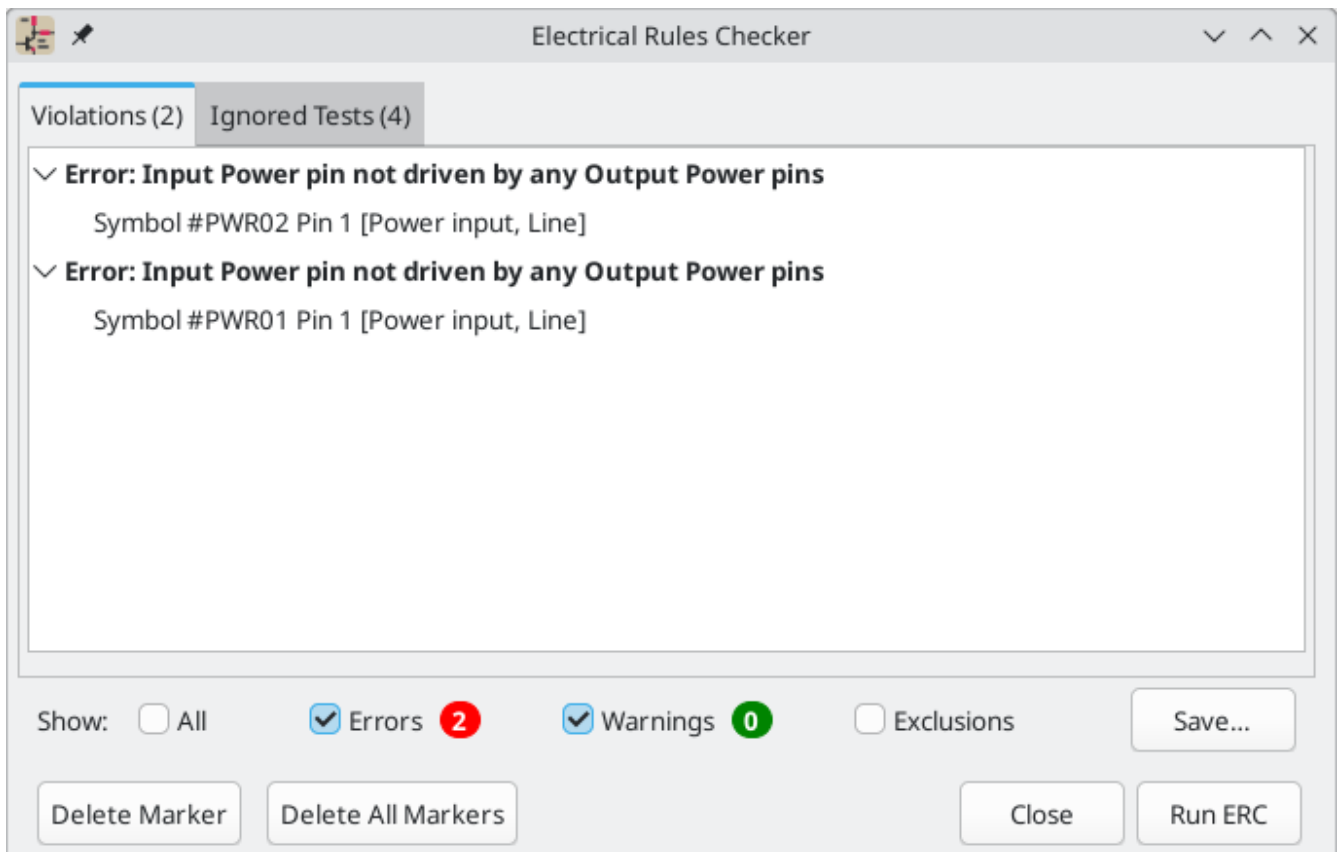 Electrical Rules Checker
Violations (2) Ignored Tests (4)
Error: Input Power pin not driven by any Output Power pins
Symbol #PWR02 Pin 1 [Power input, Line]
Error: Input Power pin not driven by any Output Power pins
Symbol #PWR01 Pin 1 [Power input, Line]
Show: All Errors 2 Warnings 0 Exclusions Save...
Delete Marker Delete All Markers Close Run ERC